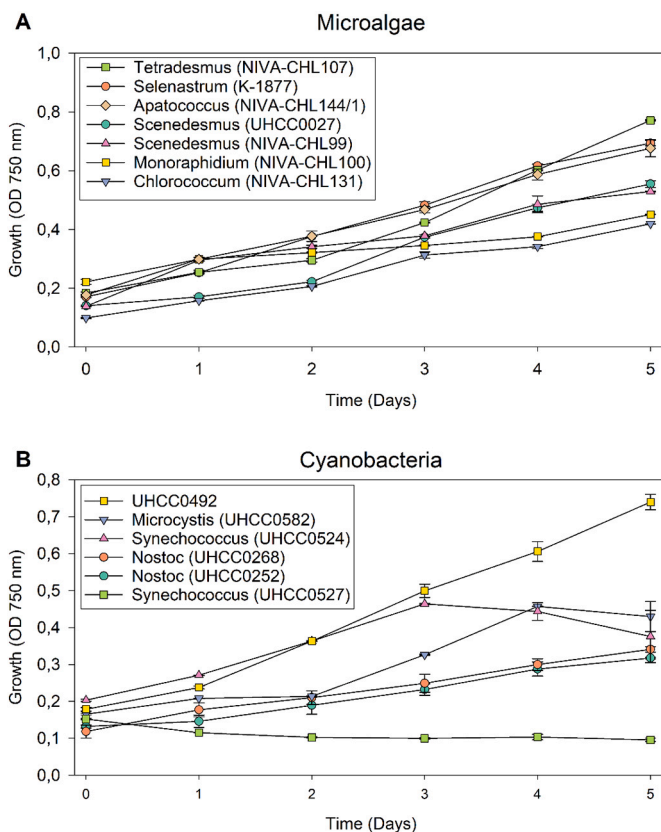 A
Microalgae
1,0
0,8
0,6
0,4
0,2
0,0
Growth (OD 750 nm)
Tetradesmus (NIVA-CHL107)
Selenastrum (K-1877)
Apatococcus (NIVA-CHL144/1)
Scenedesmus (UHCC0027)
Scenedesmus (NIVA-CHL99)
Monoraphidium (NIVA-CHL100)
Chlorococcum (NIVA-CHL131)
0 1 2 3 4 5
Time (Days)
B
Cyanobacteria
0,8
0,7
0,6
0,5
0,4
0,3
0,2
0,1
0,0
Growth (OD 750 nm)
UHCC0492
Microcystis (UHCC0582)
Synechococcus (UHCC0524)
Nostoc (UHCC0268)
Nostoc (UHCC0252)
Synechococcus (UHCC0527)
0 1 2 3 4 5
Time (Days)